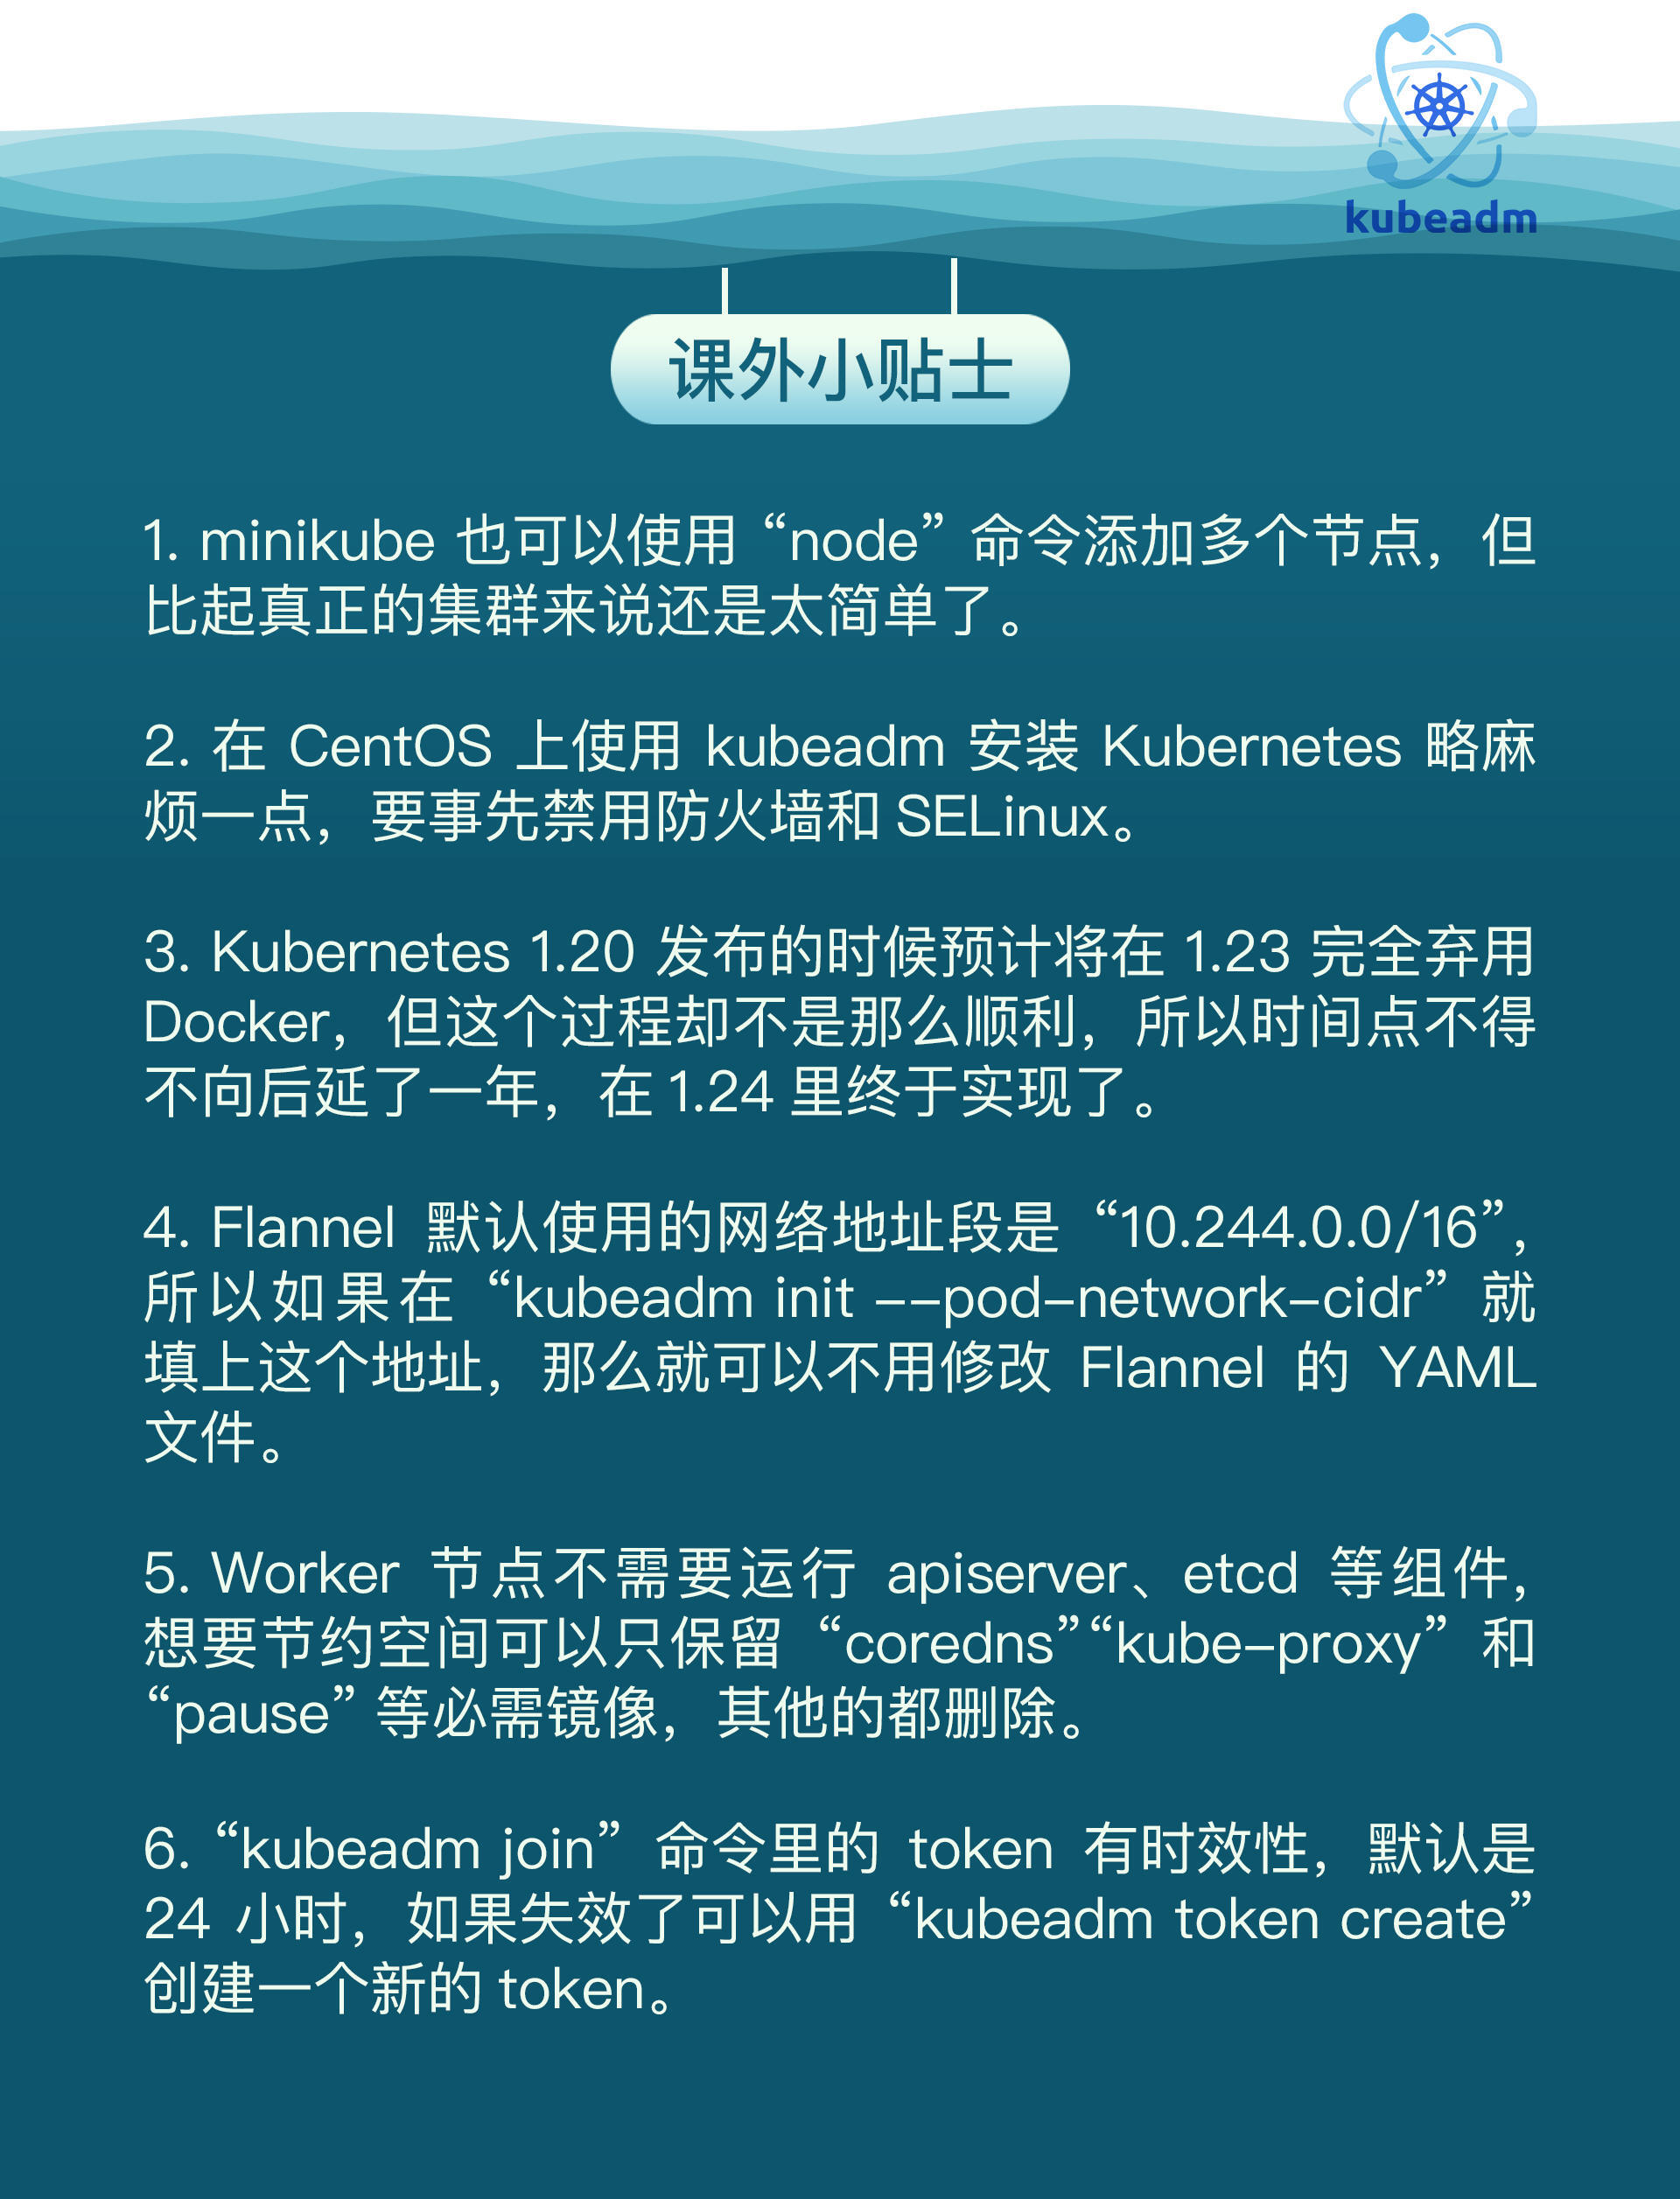 kubeadm
课外小贴士
1. minikube 也可以使用“node”命令添加多个节点，但
比起真正的集群来说还是太简单了。
2. 在 CentOS 上使用 kubeadm 安装 Kubernetes 略麻
烦一点，要事先禁用防火墙和 SELinux。
3. Kubernetes 1.20 发布的时候预计将在 1.23 完全弃用
Docker，但这个过程却不是那么顺利，所以时间点不得
不向后延了一年，在 1.24 里终于实现了。
4. Flannel 默认使用的网络地址段是“10.244.0.0/16”，
所以如果在“kubeadm init --pod-network-cidr”就
填上这个地址，那么就可以不用修改 Flannel 的 YAML
文件。
5. Worker 节点不需要运行 apiserver、etcd 等组件，
想要节约空间可以只保留“coredns”“kube-proxy”和
“pause”等必需镜像，其他的都删除。
6. “kubeadm join”命令里的 token 有时效性，默认是
24 小时，如果失效了可以用“kubeadm token create”
创建一个新的 token。